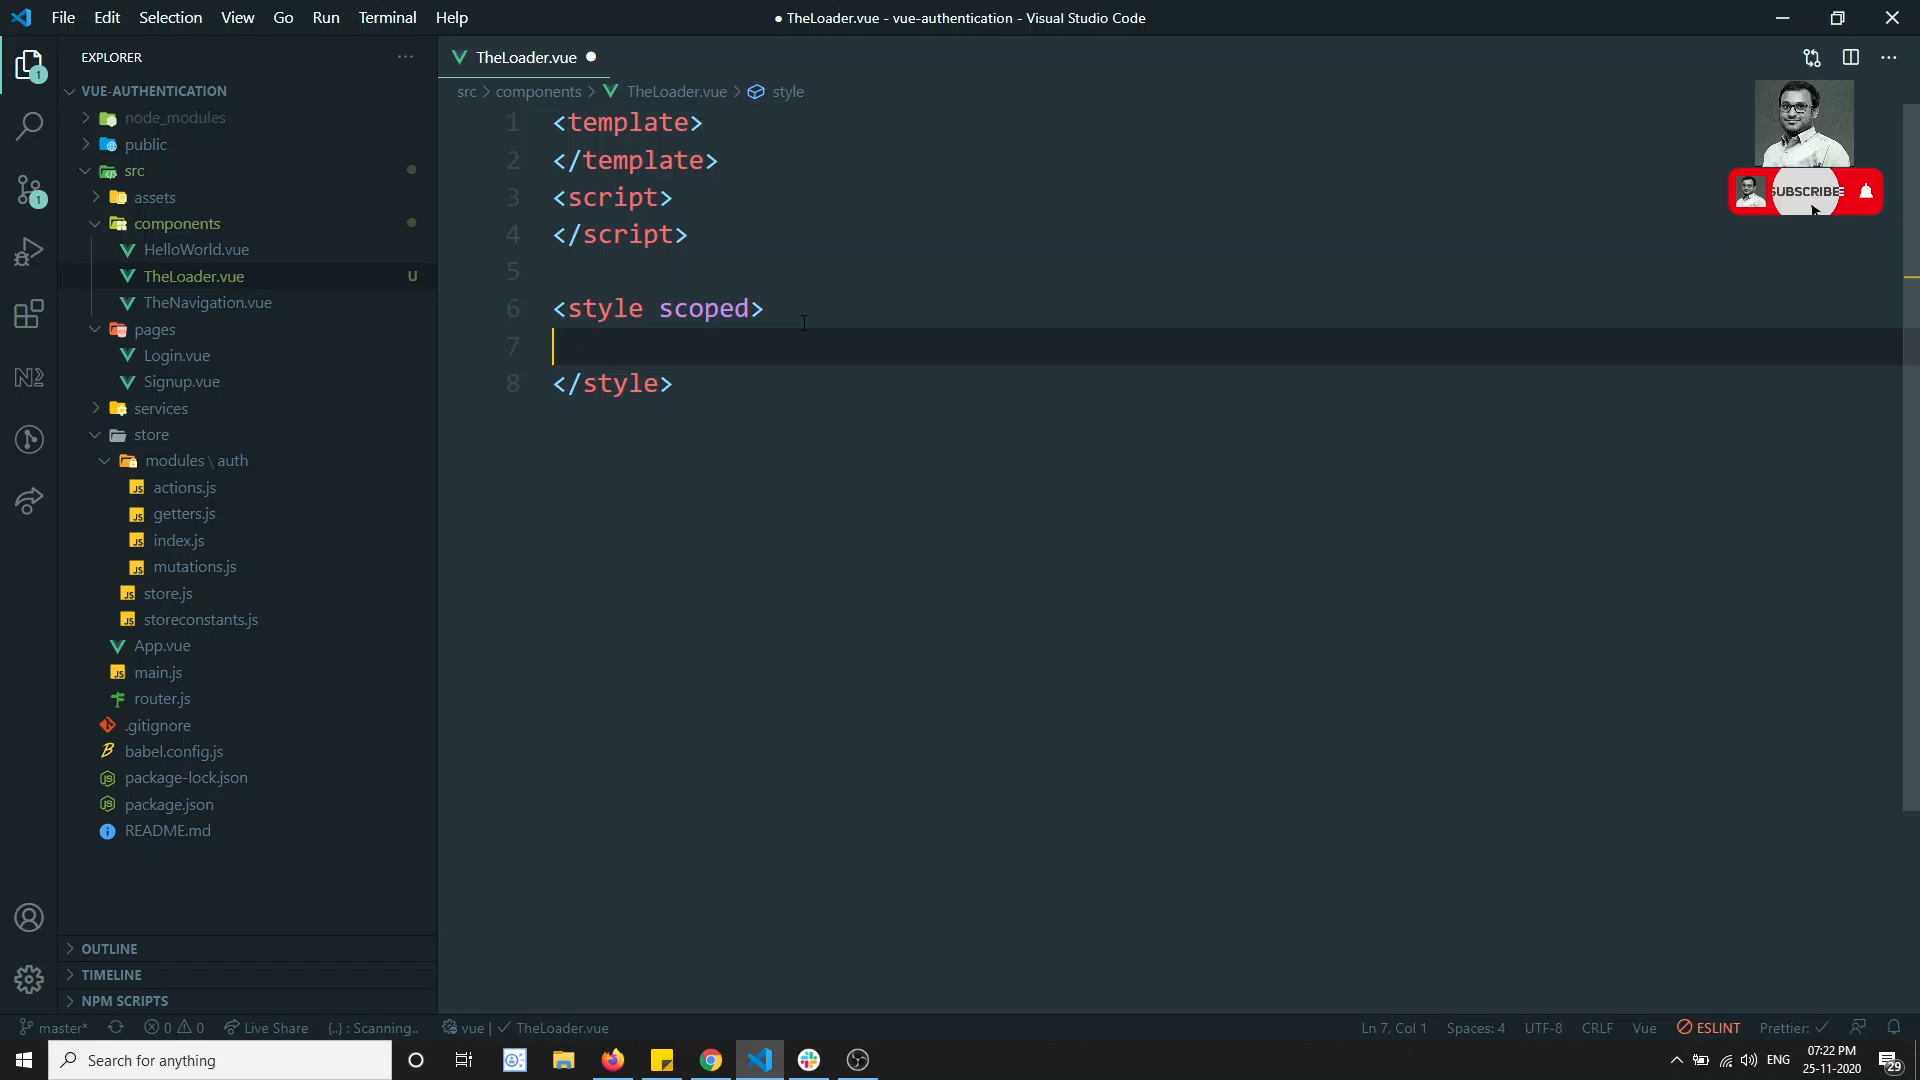 File Edit Selection View Go Run Terminal Help
● TheLoader.vue - vue-authentication - Visual Studio Code
EXPLORER
VUE-AUTHENTICATION
node_modules
public
src
assets
components
HelloWorld.vue
TheLoader.vue U
TheNavigation.vue
pages
Login.vue
Signup.vue
services
store
modules \ auth
actions.js
getters.js
index.js
mutations.js
store.js
storeconstants.js
App.vue
main.js
router.js
.gitignore
babel.config.js
package-lock.json
package.json
README.md
OUTLINE
TIMELINE
NPM SCRIPTS
TheLoader.vue
src > components > TheLoader.vue > style
1 <template>
2 </template>
3 <script>
4 </script>
5
6 <style scoped>
7
8 </style>
SUBSCRIBE
master* 0 0 Live Share {..} : Scanning.. vue | TheLoader.vue
Ln 7, Col 1 Spaces: 4 UTF-8 CRLF Vue ESLINT Prettier:
Search for anything
ENG 07:22 PM
25-11-2020
29